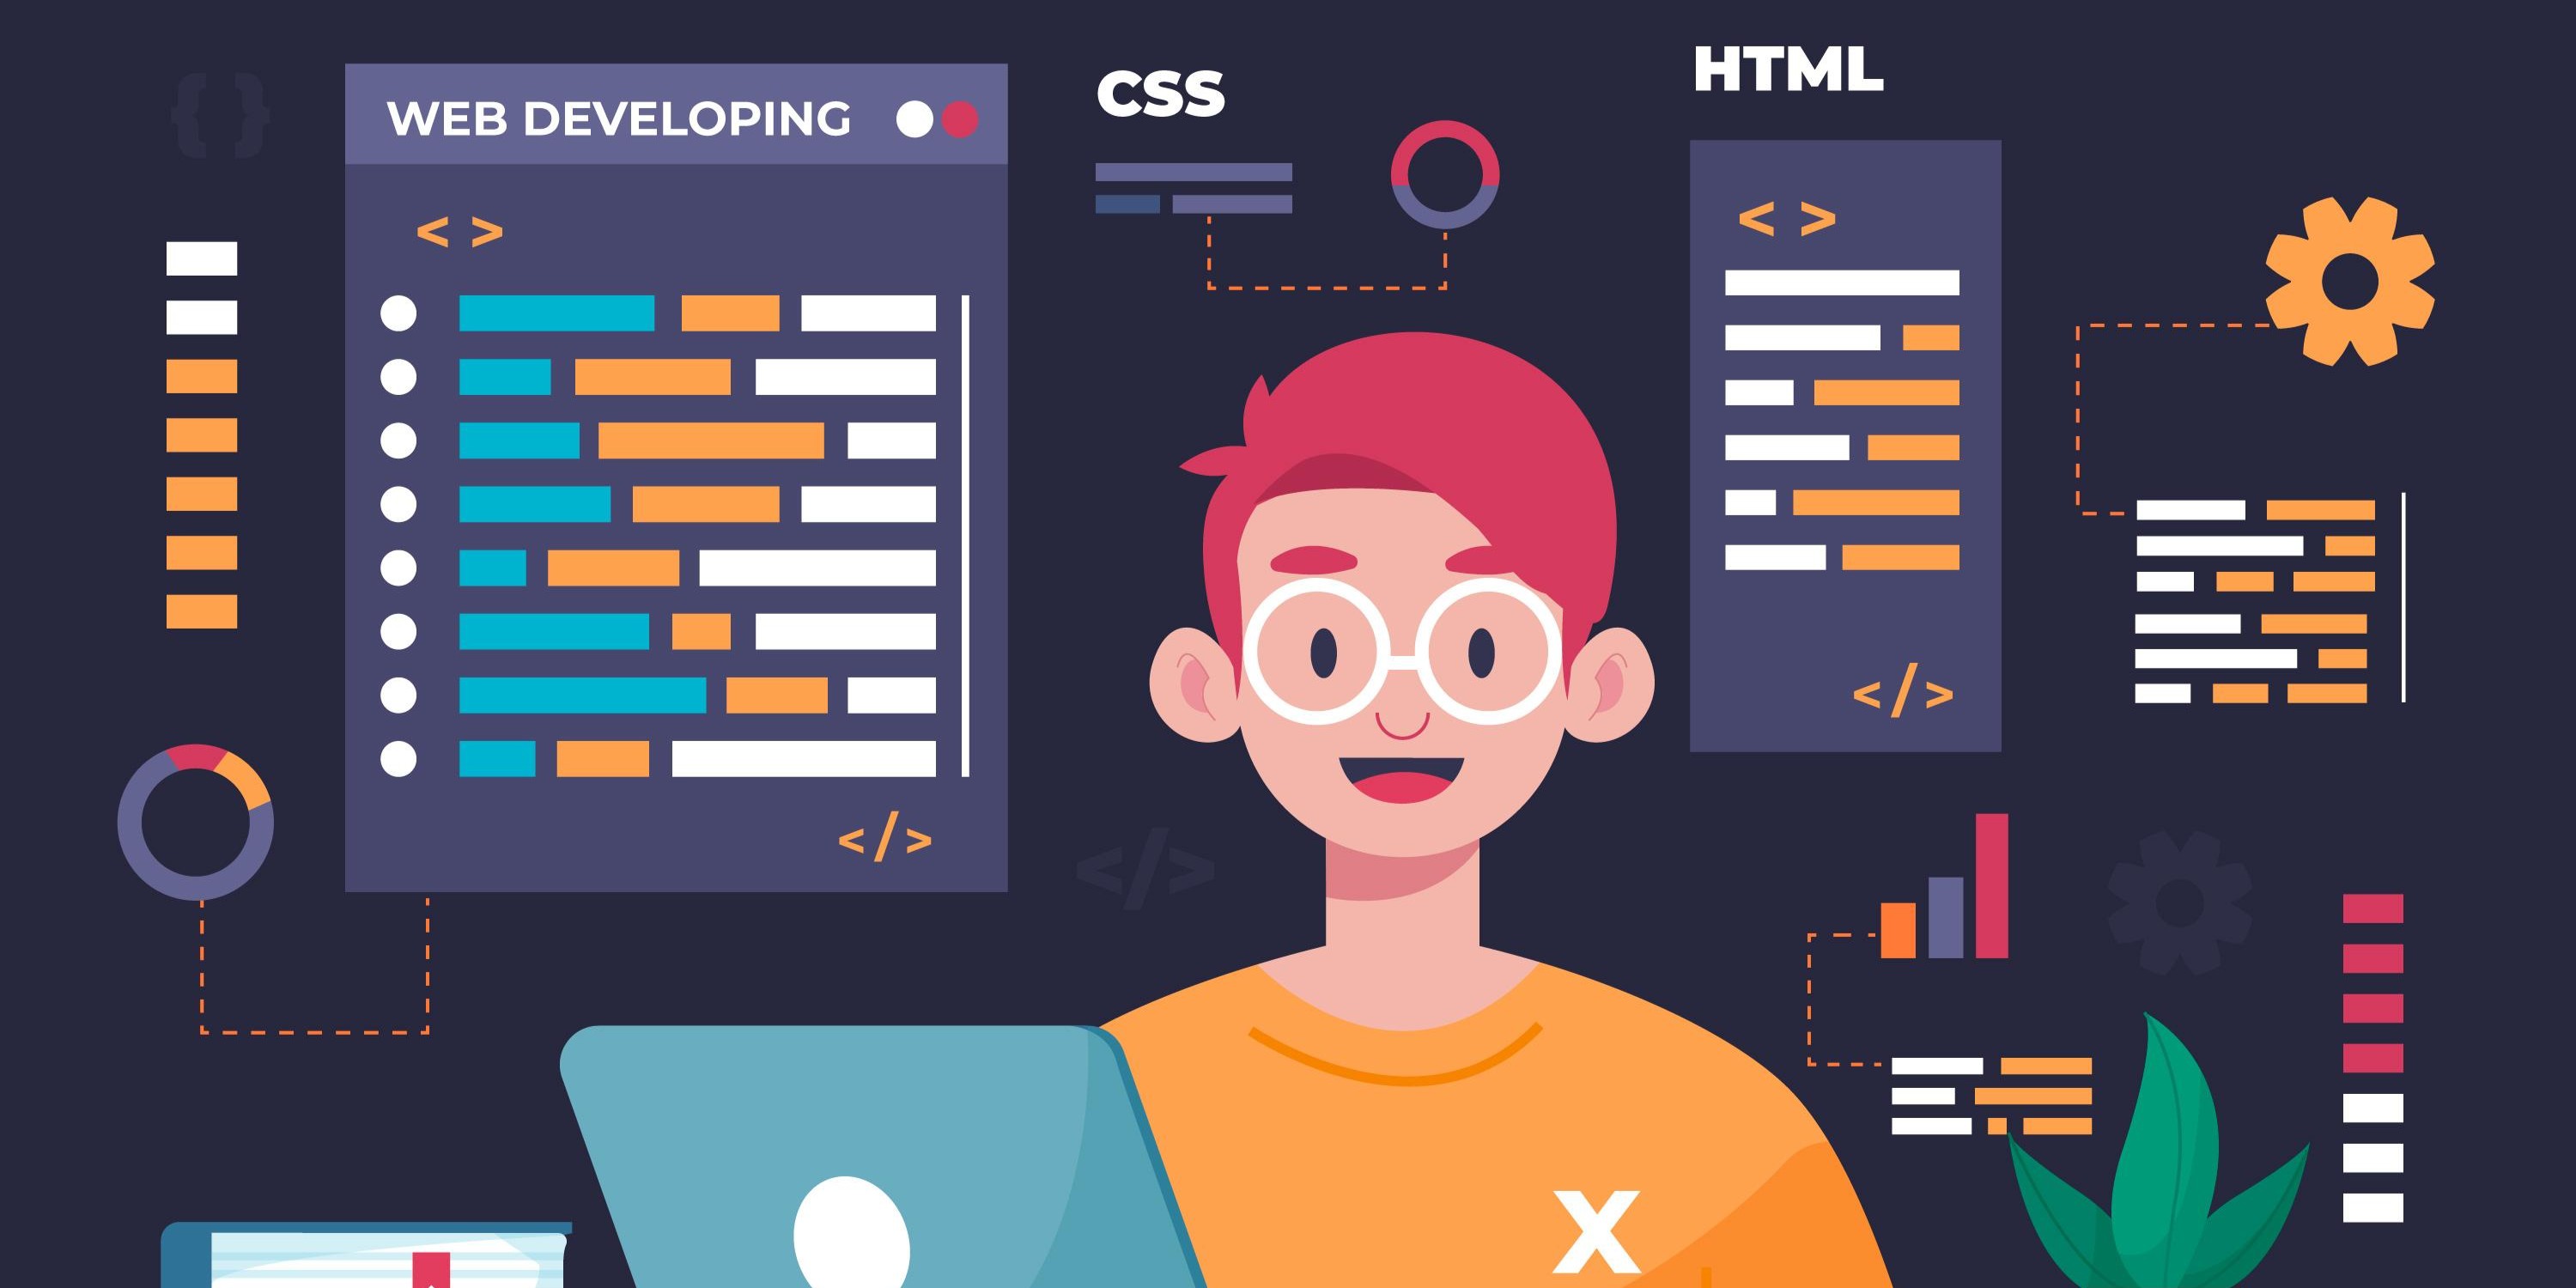 { }
WEB DEVELOPING
< >
</>
CSS
HTML
< >
</>
</>
X